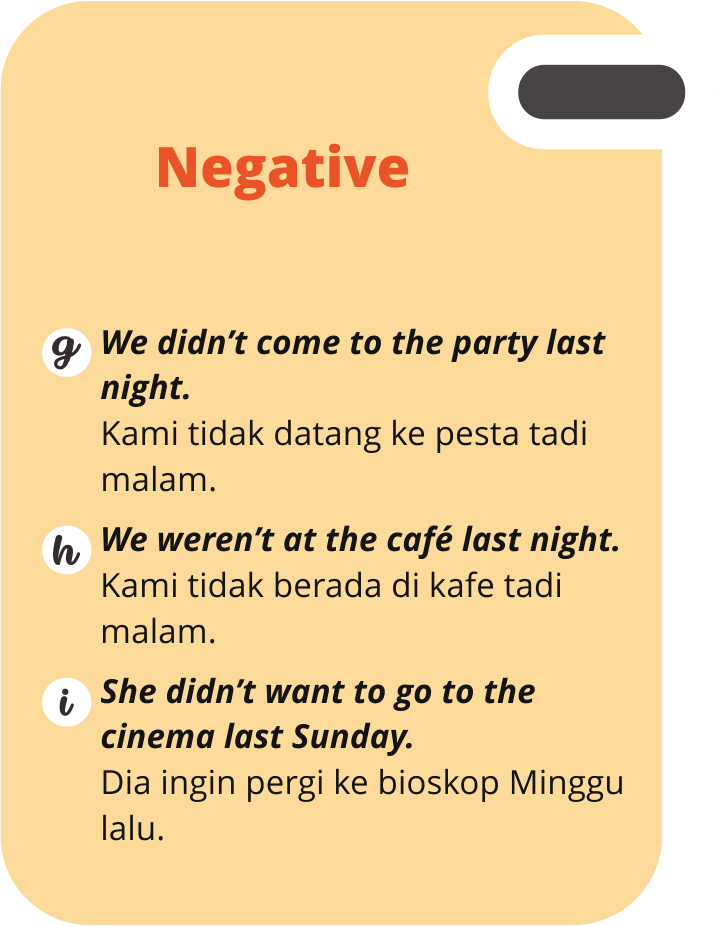 Negative
g We didn’t come to the party last
night.
Kami tidak datang ke pesta tadi
malam.
h We weren’t at the café last night.
Kami tidak berada di kafe tadi
malam.
i She didn’t want to go to the
cinema last Sunday.
Dia ingin pergi ke bioskop Minggu
lalu.